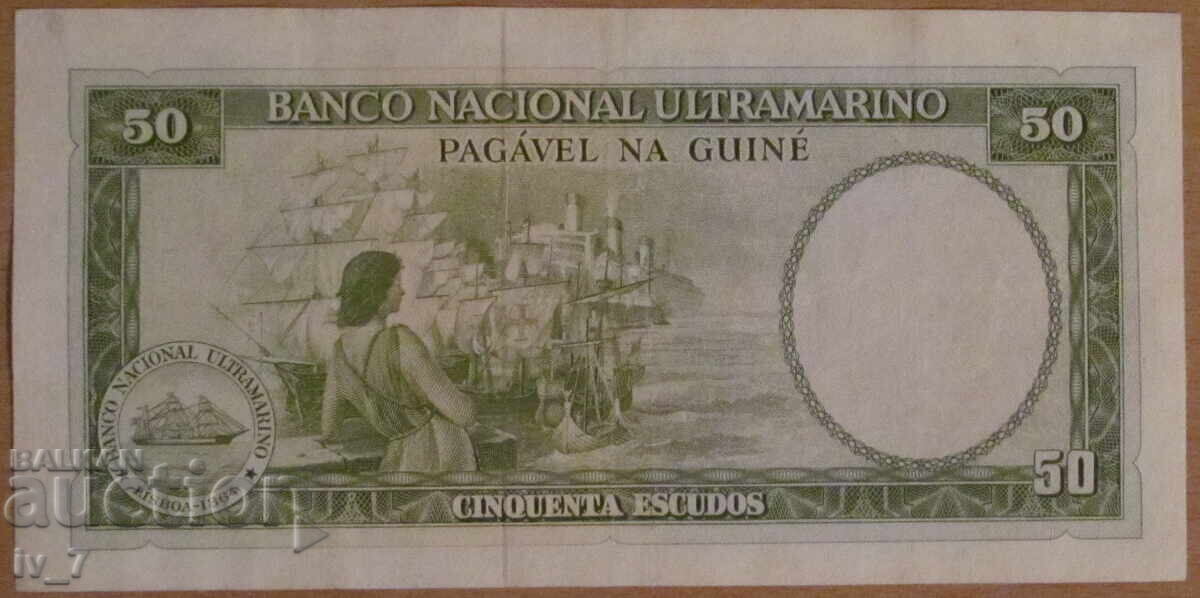 BANCO NACIONAL ULTRAMARINO
50
50
PAGÁVEL NA GUINÉ
BANCO NACIONAL ULTRAMARINO
LISBOA-1864
50
CINQUENTA ESCUDOS
BALKAN
auction
iv_7